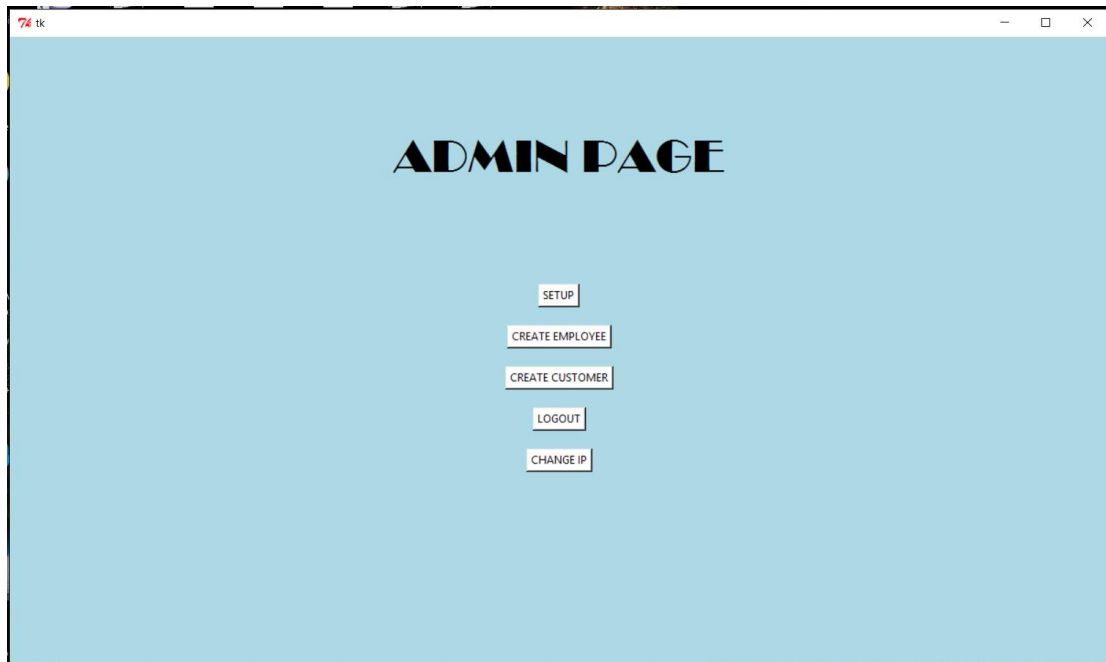 tk
ADMIN PAGE
SETUP
CREATE EMPLOYEE
CREATE CUSTOMER
LOGOUT
CHANGE IP